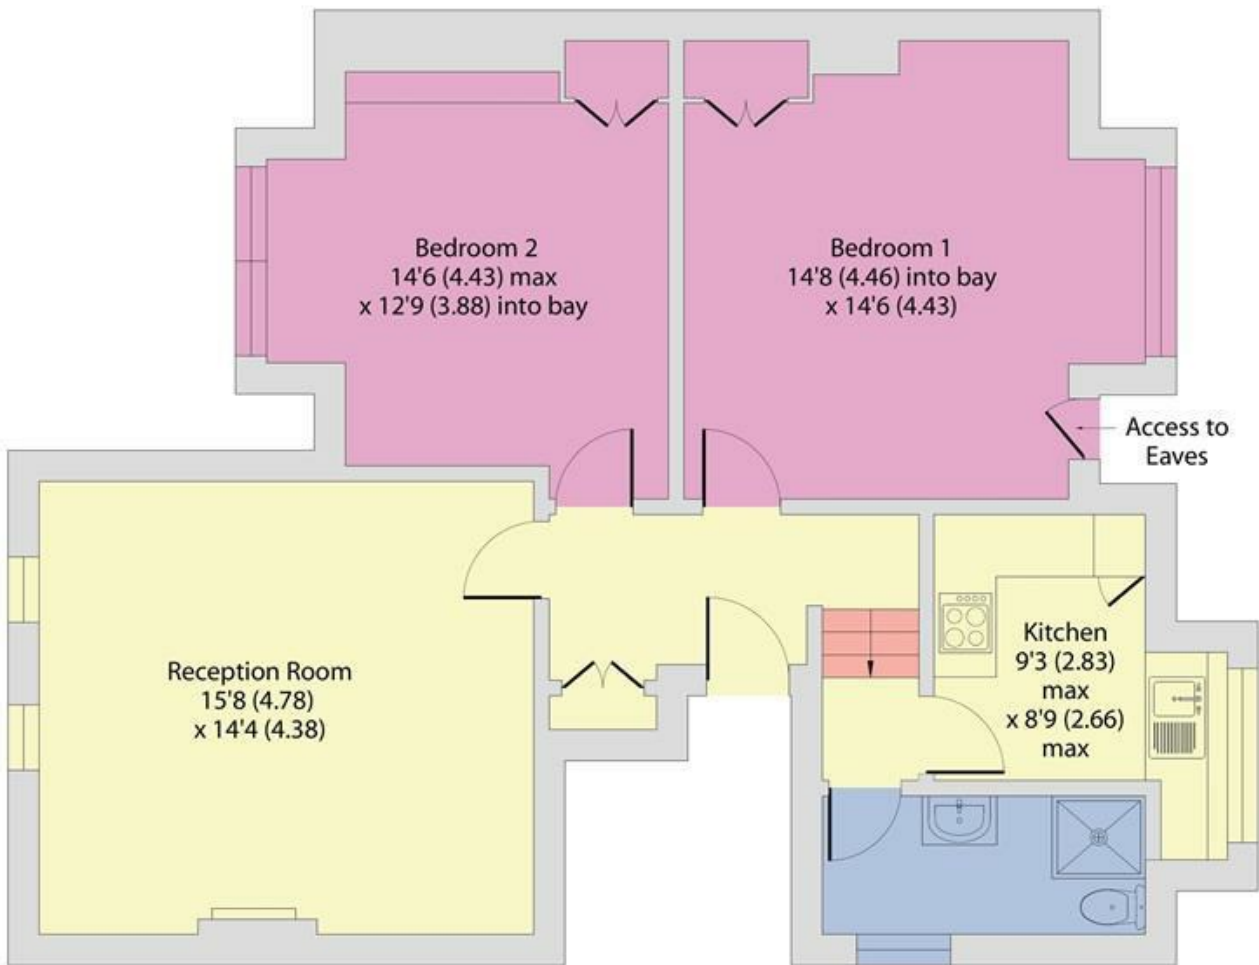 Bedroom 2
14'6 (4.43) max
x 12'9 (3.88) into bay
Bedroom 1
14'8 (4.46) into bay
x 14'6 (4.43)
Access to
Eaves
Reception Room
15'8 (4.78)
x 14'4 (4.38)
Kitchen
9'3 (2.83)
max
x 8'9 (2.66)
max